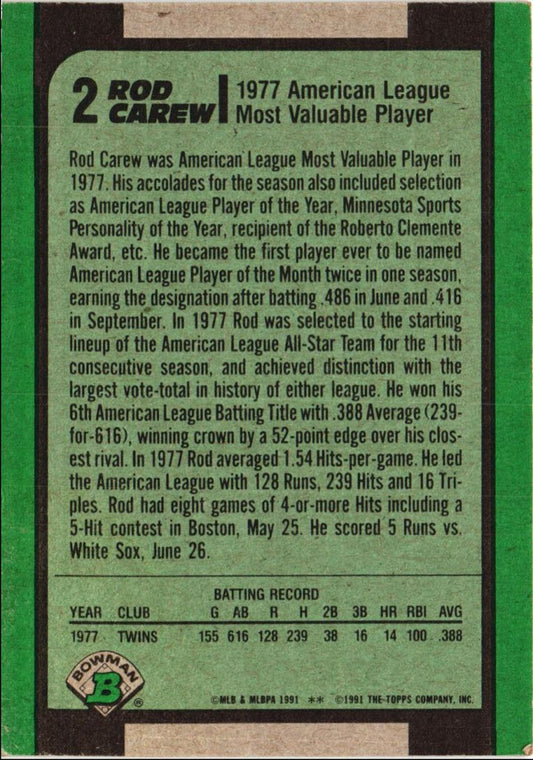 2 ROD CAREW
1977 American League
Most Valuable Player
Rod Carew was American League Most Valuable Player in
1977. His accolades for the season also included selection
as American League Player of the Year, Minnesota Sports
Personality of the Year, recipient of the Roberto Clemente
Award, etc. He became the first player ever to be named
American League Player of the Month twice in one season,
earning the designation after batting .486 in June and .416
in September. In 1977 Rod was selected to the starting
lineup of the American League All-Star Team for the 11th
consecutive season, and achieved distinction with the
largest vote-total in history of either league. He won his
6th American League Batting Title with .388 Average (239-
for-616), winning crown by a 52-point edge over his clos-
est rival. In 1977 Rod averaged 1.54 Hits-per-game. He led
the American League with 128 Runs, 239 Hits and 16 Tri-
ples. Rod had eight games of 4-or-more Hits including a
5-Hit contest in Boston, May 25. He scored 5 Runs vs.
White Sox, June 26.
BATTING RECORD
YEAR CLUB G AB R H 2B 3B HR RBI AVG
1977 TWINS 155 616 128 239 38 16 14 100 .388
BOWMAN
B ®
©MLB & MLBPA 1991 ** ©1991 THE TOPPS COMPANY, INC.